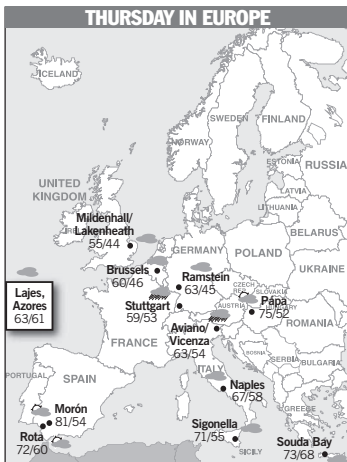 THURSDAY IN EUROPE
ICELAND
SWEDEN
FINLAND
NORWAY
ESTONIA
RUSSIA
LATVIA
LITHUANIA
UNITED
KINGDOM
Mildenhall/
Lakenheath
55/44
BELARUS
GERMANY
POLAND
UKRAINE
Brussels
60/46
Ramstein
63/45
Lajes,
Azores
63/61
Stuttgart
59/53
CZECH
REP.
SLOVAKIA
AUSTRIA
Pápa
75/52
HUNGARY
Aviano/
Vicenza
63/54
ROMANIA
FRANCE
BOSNIA
SERBIA
BULGARIA
ITALY
PORTUGAL
SPAIN
Naples
67/58
Morón
81/54
GREECE
Rota
72/60
Sigonella
71/55
SICILY
Souda Bay
73/68